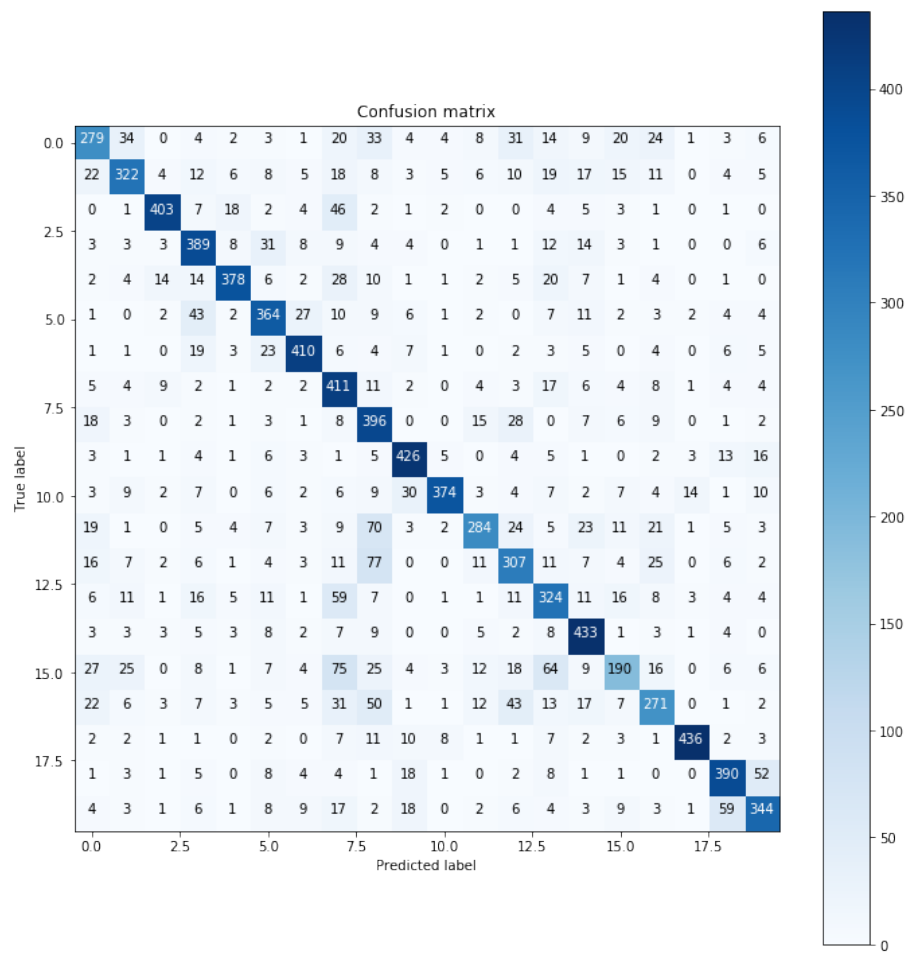 Confusion matrix
0.0 279 34 0 4 2 3 1 20 33 4 4 8 31 14 9 20 24 1 3 6
22 322 4 12 6 8 5 18 8 3 5 6 10 19 17 15 11 0 4 5
0 1 403 7 18 2 4 46 2 1 2 0 0 4 5 3 1 0 1 0
2.5
3 3 3 389 8 31 8 9 4 4 0 1 1 12 14 3 1 0 0 6
2 4 14 14 378 6 2 28 10 1 1 2 5 20 7 1 4 0 1 0
5.0 1 0 2 43 2 364 27 10 9 6 1 2 0 7 11 2 3 2 4 4
1 1 0 19 3 23 410 6 4 7 1 0 2 3 5 0 4 0 6 5
5 4 9 2 1 2 2 411 11 2 0 4 3 17 6 4 8 1 4 4
7.5
18 3 0 2 1 3 1 8 396 0 0 15 28 0 7 6 9 0 1 2
3 1 1 4 1 6 3 1 5 426 5 0 4 5 1 0 2 3 13 16
10.0 3 9 2 7 0 6 2 6 9 30 374 3 4 7 2 7 4 14 1 10
19 1 0 5 4 7 3 9 70 3 2 284 24 5 23 11 21 1 5 3
16 7 2 6 1 4 3 11 77 0 0 11 307 11 7 4 25 0 6 2
12.5
6 11 1 16 5 11 1 59 7 0 1 1 11 324 11 16 8 3 4 4
3 3 3 5 3 8 2 7 9 0 0 5 2 8 433 1 3 1 4 0
15.0 27 25 0 8 1 7 4 75 25 4 3 12 18 64 9 190 16 0 6 6
22 6 3 7 3 5 5 31 50 1 1 12 43 13 17 7 271 0 1 2
2 2 1 1 0 2 0 7 11 10 8 1 1 7 2 3 1 436 2 3
17.5
1 3 1 5 0 8 4 4 1 18 1 0 2 8 1 1 0 0 390 52
4 3 1 6 1 8 9 17 2 18 0 2 6 4 3 9 3 1 59 344
0.0 2.5 5.0 7.5 10.0 12.5 15.0 17.5
Predicted label
True label
400
350
300
250
200
150
100
50
0